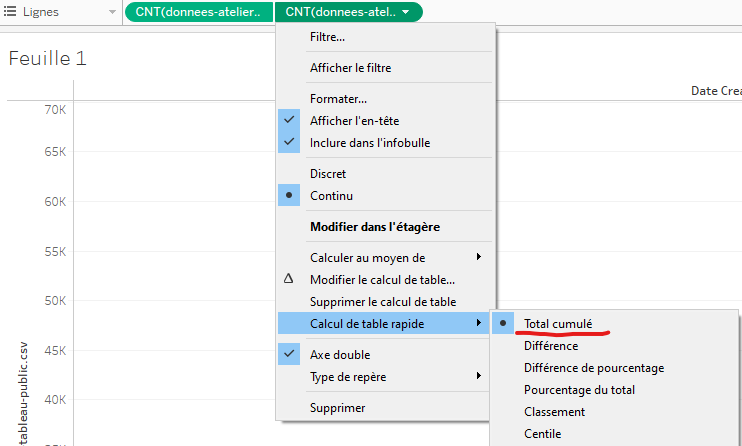 Lignes
CNT(donnees-atelier..
CNT(donnees-atel..
Feuille 1
Date Crea
70K
65K
60K
55K
50K
45K
40K
35K
tableau-public.csv
Filtre...
Afficher le filtre
Formater...
Afficher l'en-tête
Inclure dans l'infobulle
Discret
Continu
Modifier dans l'étagère
Calculer au moyen de
Modifier le calcul de table...
Supprimer le calcul de table
Calcul de table rapide
Axe double
Type de repère
Supprimer
Total cumulé
Différence
Différence de pourcentage
Pourcentage du total
Classement
Centile